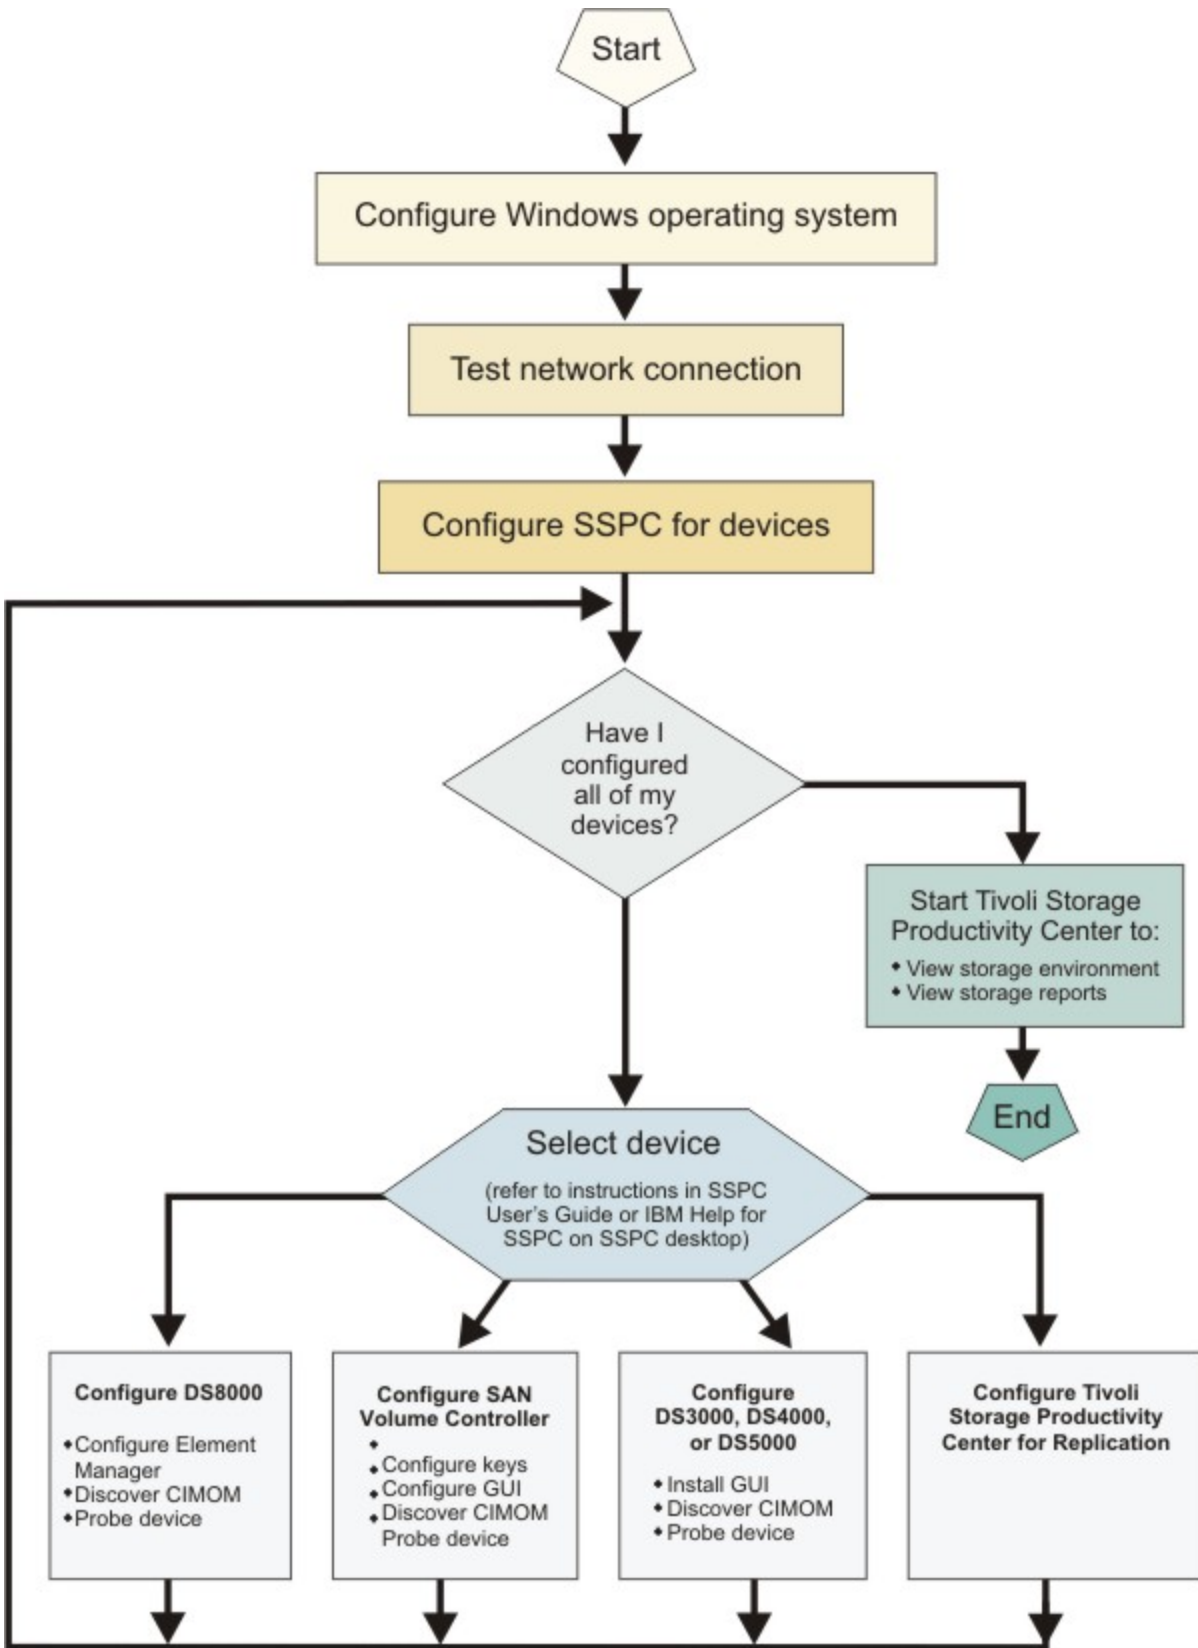 Start
Configure Windows operating system
Test network connection
Configure SSPC for devices
Have I
configured
all of my
devices?
Start Tivoli Storage
Productivity Center to:
◆ View storage environment
◆ View storage reports
End
Select device
(refer to instructions in SSPC
User's Guide or IBM Help for
SSPC on SSPC desktop)
Configure DS8000
◆ Configure Element
Manager
◆ Discover CIMOM
◆ Probe device
Configure SAN
Volume Controller
◆
◆ Configure keys
◆ Configure GUI
◆ Discover CIMOM
Probe device
Configure
DS3000, DS4000,
or DS5000
◆ Install GUI
◆ Discover CIMOM
◆ Probe device
Configure Tivoli
Storage Productivity
Center for Replication